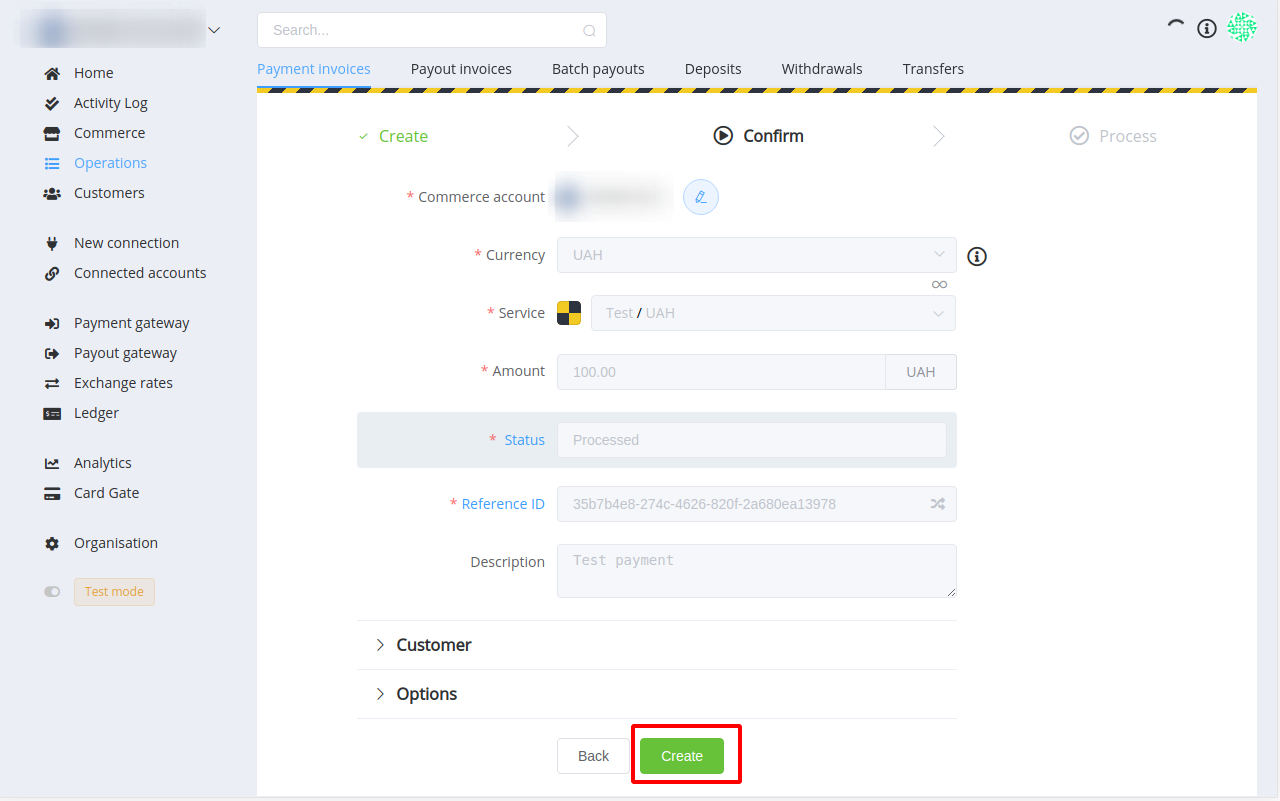 Search...
Home
Activity Log
Commerce
Operations
Customers
New connection
Connected accounts
Payment gateway
Payout gateway
Exchange rates
Ledger
Analytics
Card Gate
Organisation
Test mode
Payment invoices Payout invoices Batch payouts Deposits Withdrawals Transfers
Create Confirm Process
* Commerce account
* Currency UAH
* Service Test / UAH
* Amount 100.00 UAH
* Status Processed
* Reference ID 35b7b4e8-274c-4626-820f-2a680ea13978
Description Test payment
Customer
Options
Back Create